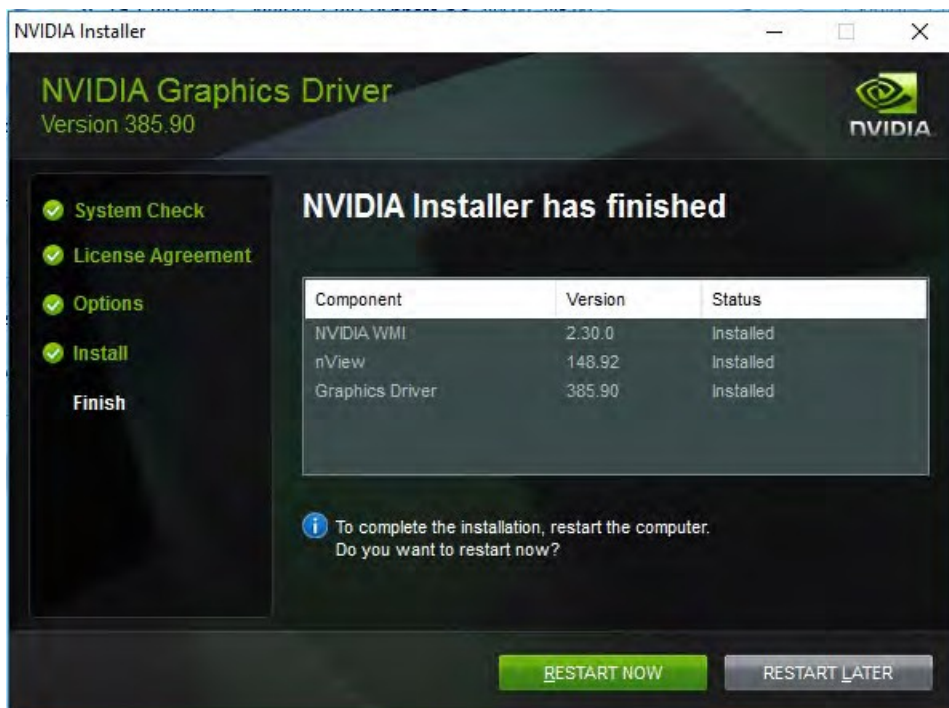 NVIDIA Installer
NVIDIA Graphics Driver
Version 385.90
NVIDIA
System Check
License Agreement
Options
Install
Finish
NVIDIA Installer has finished
Component Version Status
NVIDIA WMI 2.30.0 Installed
nView 148.92 Installed
Graphics Driver 385.90 Installed
To complete the installation, restart the computer.
Do you want to restart now?
RESTART NOW RESTART LATER